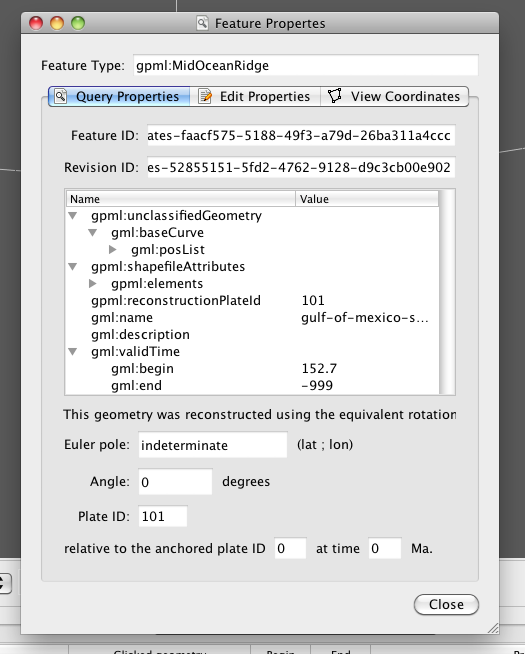 Feature Propertes
Feature Type: gpml:MidOceanRidge
Query Properties Edit Properties View Coordinates
Feature ID: ates-faacf575-5188-49f3-a79d-26ba311a4ccc
Revision ID: es-52855151-5fd2-4762-9128-d9c3cb00e902
Name Value
gpml:unclassifiedGeometry
gml:baseCurve
gml:posList
gpml:shapefileAttributes
gpml:elements
gpml:reconstructionPlateId 101
gml:name gulf-of-mexico-s...
gml:description
gml:validTime
gml:begin 152.7
gml:end -999
This geometry was reconstructed using the equivalent rotation
Euler pole: indeterminate (lat ; lon)
Angle: 0 degrees
Plate ID: 101
relative to the anchored plate ID 0 at time 0 Ma.
Close
Clicked geometry Begin End